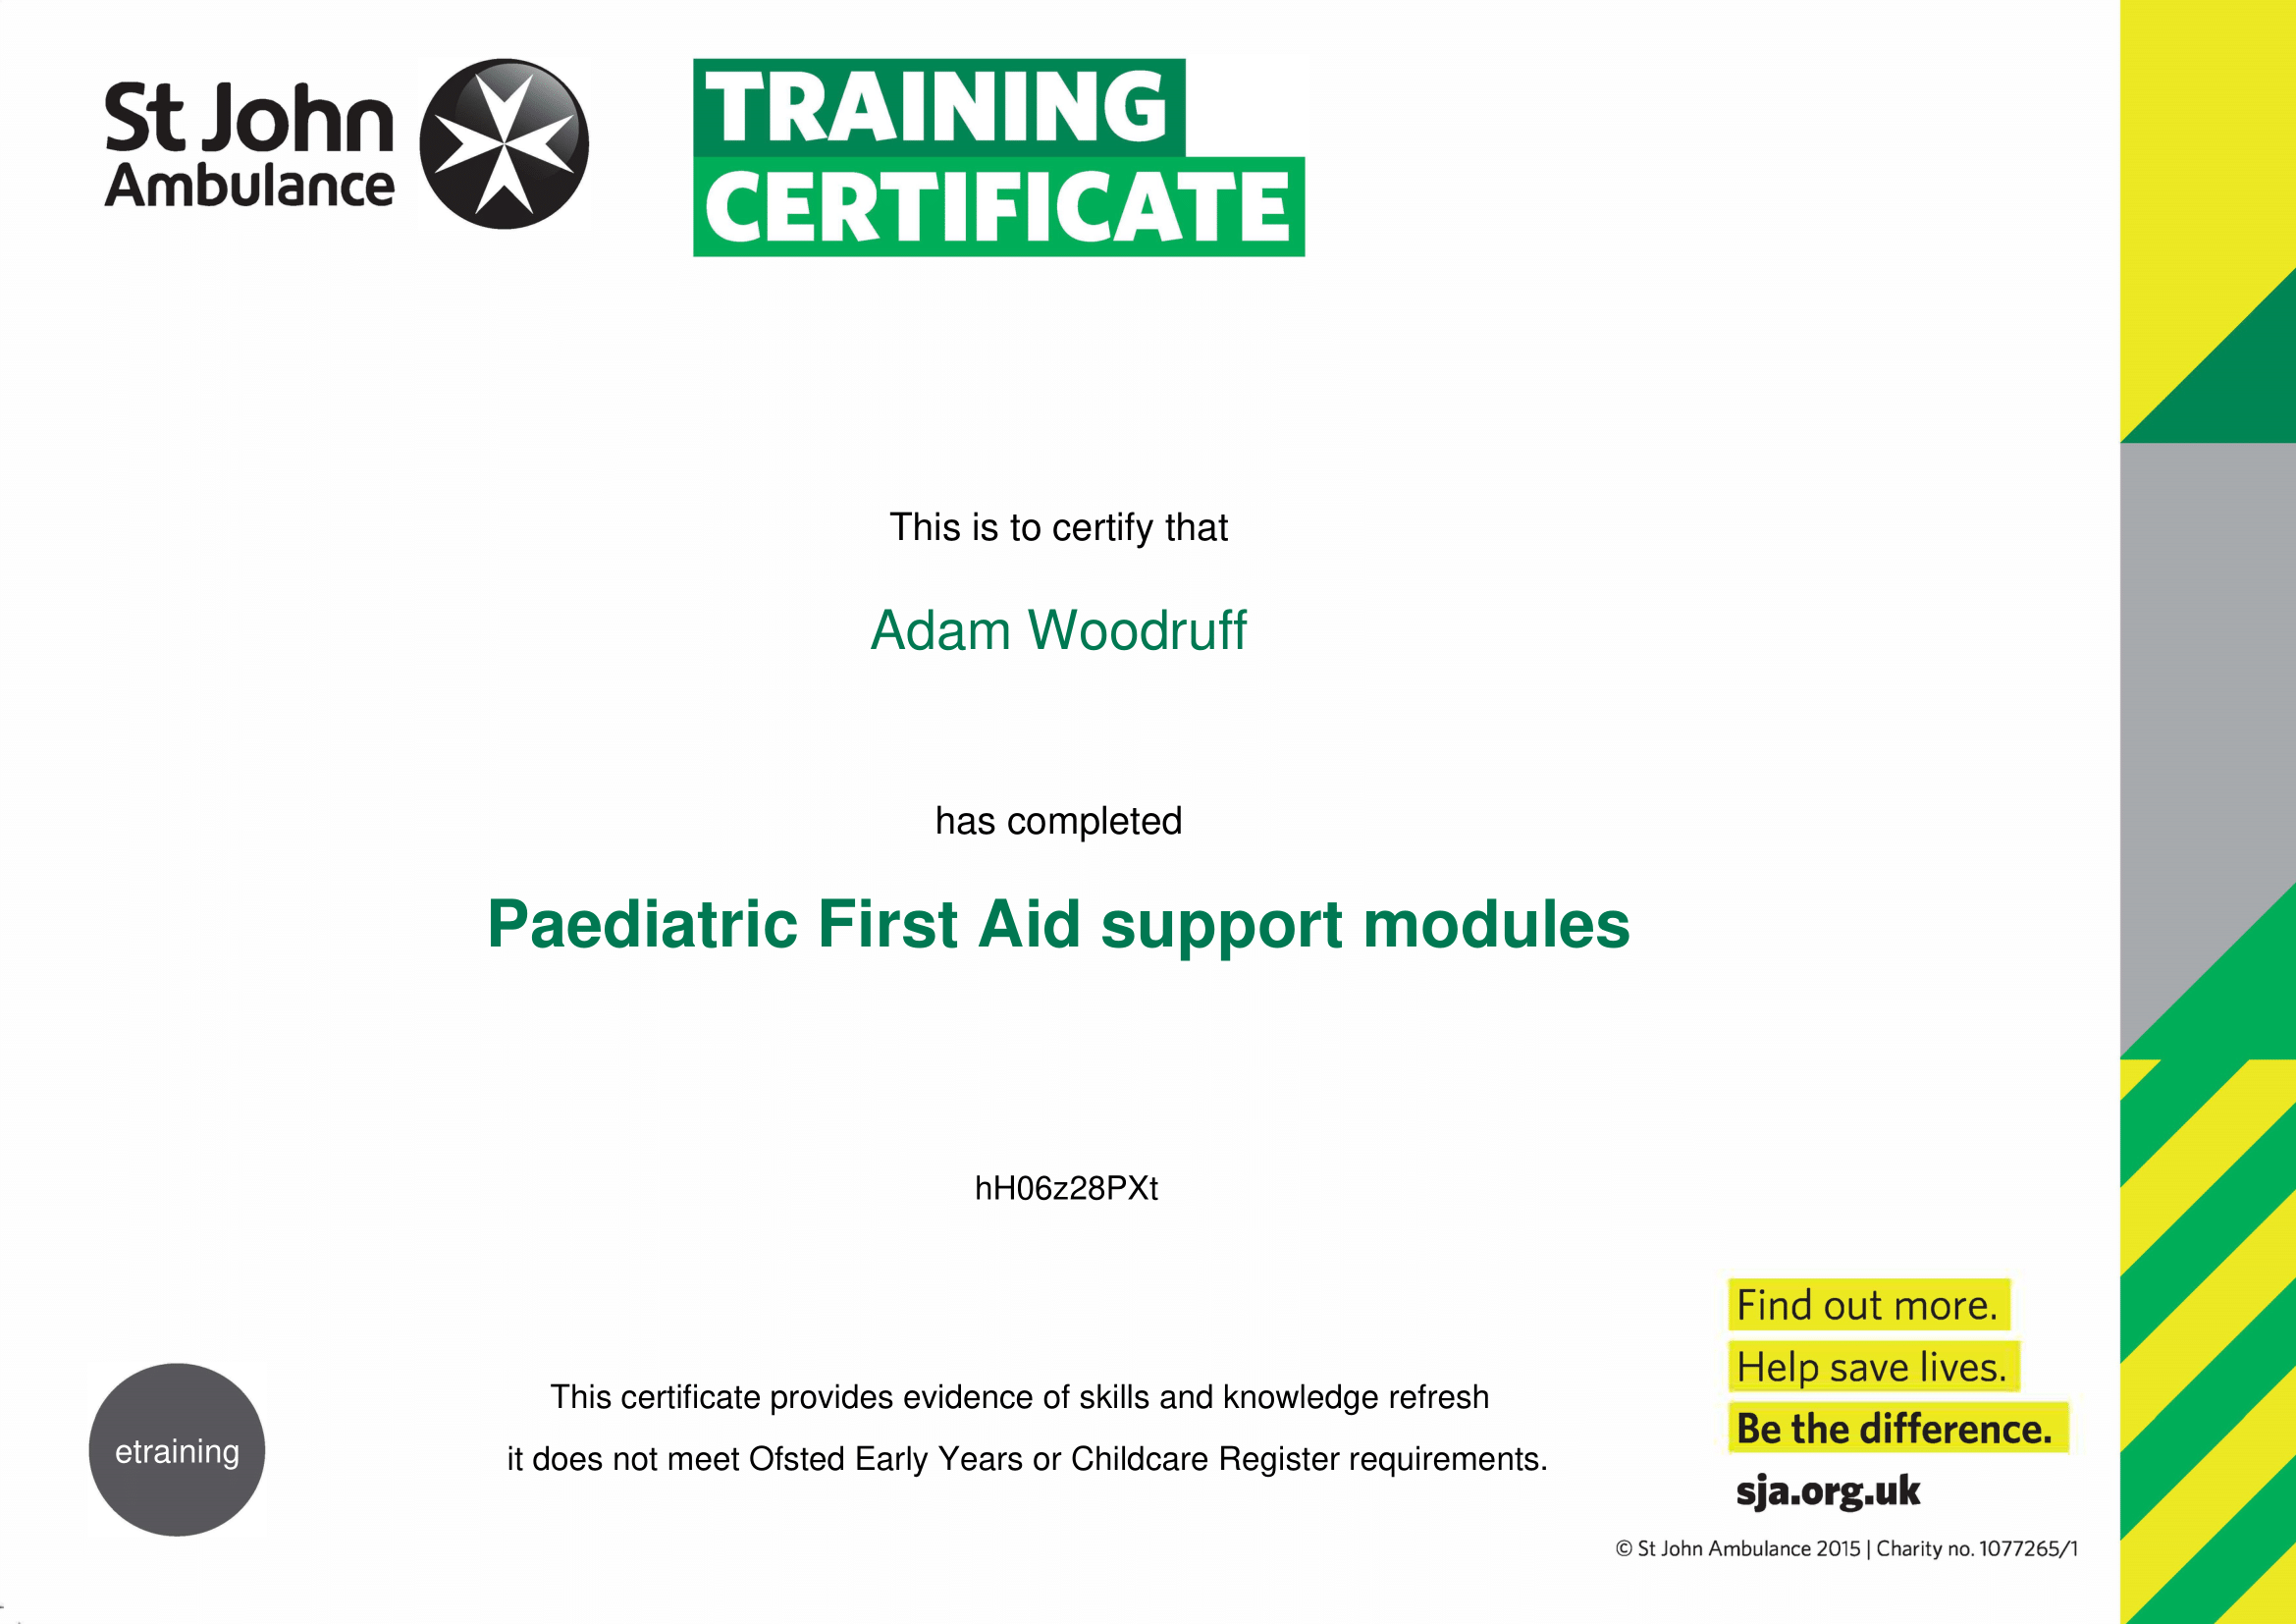 St John
Ambulance
TRAINING
CERTIFICATE
This is to certify that
Adam Woodruff
has completed
Paediatric First Aid support modules
hH06z28PXt
This certificate provides evidence of skills and knowledge refresh
it does not meet Ofsted Early Years or Childcare Register requirements.
etraining
Find out more.
Help save lives.
Be the difference.
sja.org.uk
© St John Ambulance 2015 | Charity no. 1077265/1